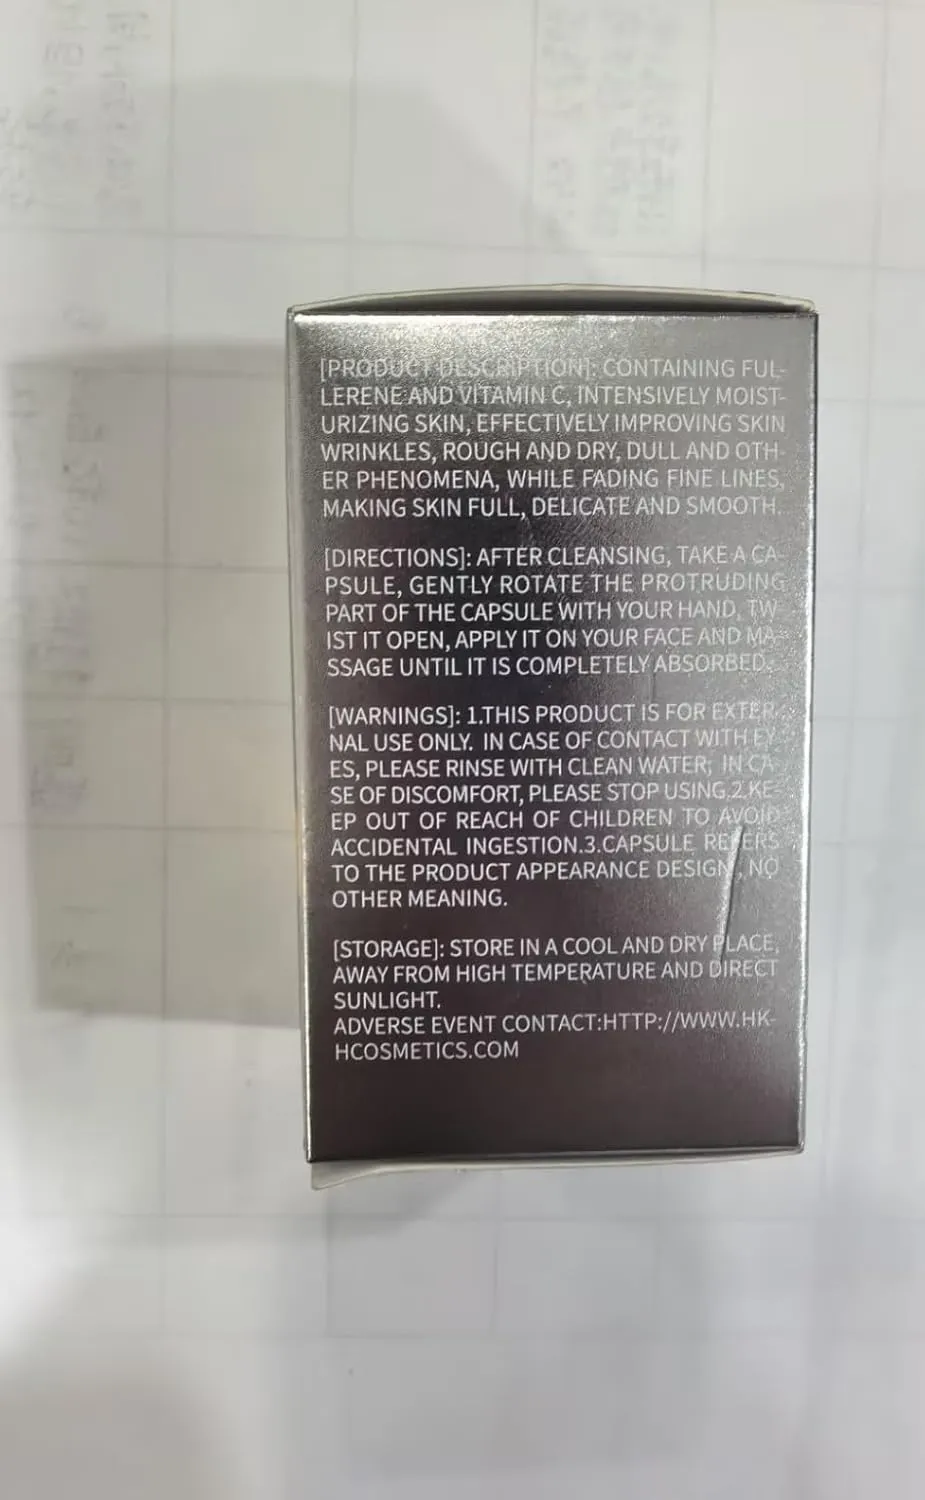 [PRODUCT DESCRIPTION]: CONTAINING FUL-
LERENE AND VITAMIN C, INTENSIVELY MOIST-
URIZING SKIN, EFFECTIVELY IMPROVING SKIN
WRINKLES, ROUGH AND DRY, DULL AND OTH-
ER PHENOMENA, WHILE FADING FINE LINES,
MAKING SKIN FULL, DELICATE AND SMOOTH.
[DIRECTIONS]: AFTER CLEANSING, TAKE A CA-
PSULE, GENTLY ROTATE THE PROTRUDING
PART OF THE CAPSULE WITH YOUR HAND, TW-
IST IT OPEN, APPLY IT ON YOUR FACE AND MA-
SSAGE UNTIL IT IS COMPLETELY ABSORBED.
[WARNINGS]: 1.THIS PRODUCT IS FOR EXTER-
NAL USE ONLY. IN CASE OF CONTACT WITH EY-
ES, PLEASE RINSE WITH CLEAN WATER; IN CA-
SE OF DISCOMFORT, PLEASE STOP USING.2.KE-
EP OUT OF REACH OF CHILDREN TO AVOID
ACCIDENTAL INGESTION.3.CAPSULE REFERS
TO THE PRODUCT APPEARANCE DESIGN, NO
OTHER MEANING.
[STORAGE]: STORE IN A COOL AND DRY PLACE,
AWAY FROM HIGH TEMPERATURE AND DIRECT
SUNLIGHT.
ADVERSE EVENT CONTACT:HTTP://WWW.HK-
HCOSMETICS.COM